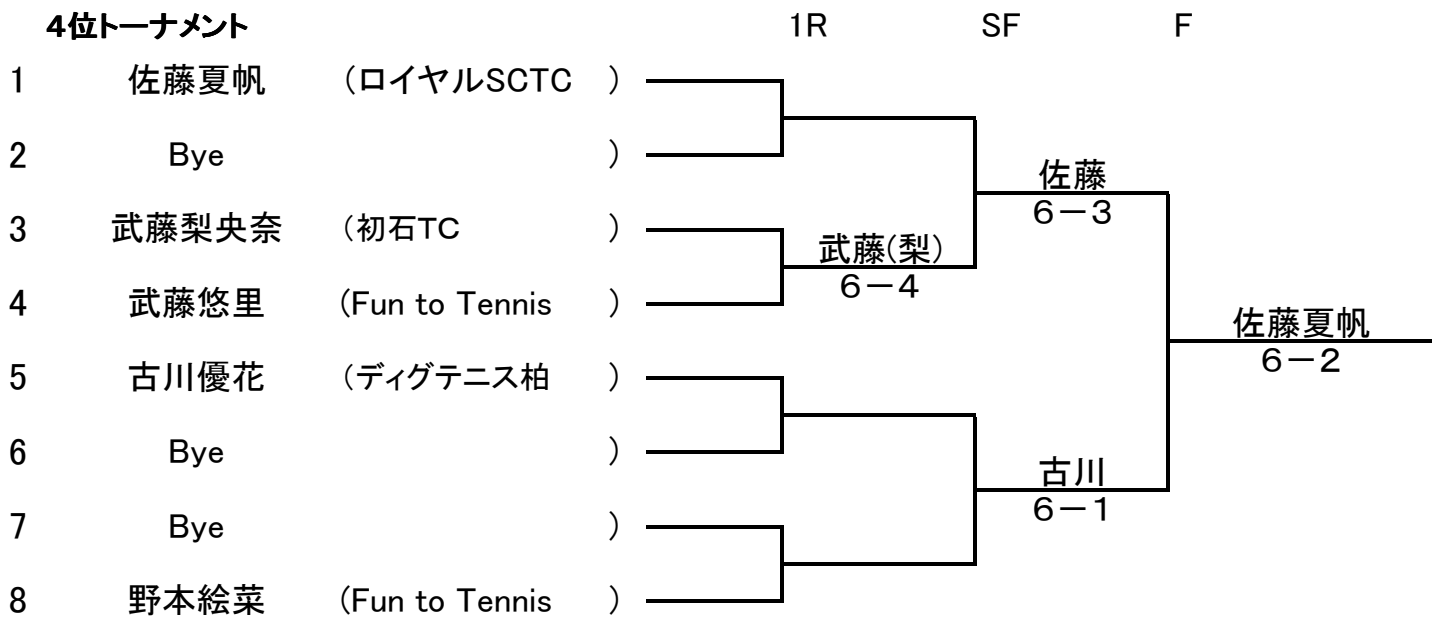 4位トーナメント 1R SF F
1 佐藤夏帆 (ロイヤルSCTC )
2 Bye )
佐藤
6-3
3 武藤梨央奈 (初石TC )
武藤(梨)
6-4
4 武藤悠里 (Fun to Tennis )
佐藤夏帆
6-2
5 古川優花 (ディグテニス柏 )
6 Bye )
古川
6-1
7 Bye )
8 野本絵菜 (Fun to Tennis )